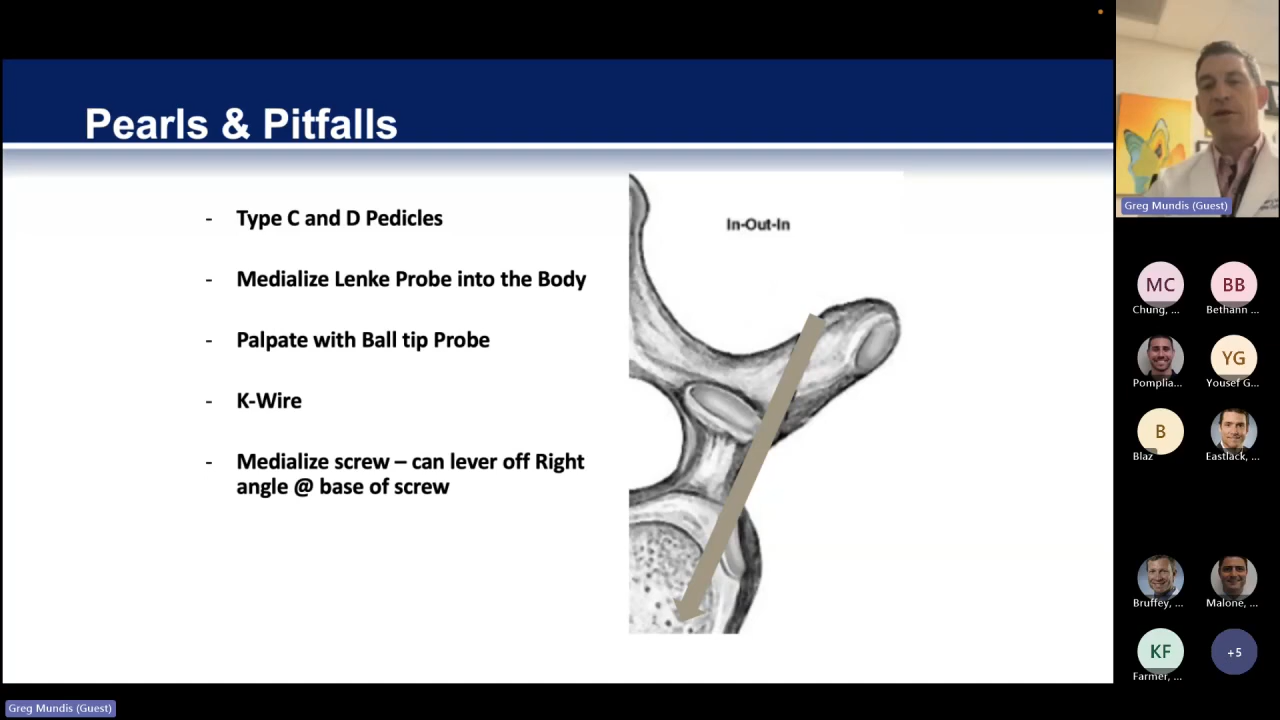 Pearls & Pitfalls
- Type C and D Pedicles
- Medialize Lenke Probe into the Body
- Palpate with Ball tip Probe
- K-Wire
- Medialize screw – can lever off Right
angle @ base of screw
In-Out-In
Greg Mundis (Guest)
MC
BB
Chung, ...
Bethann ...
YG
Pomplia...
Yousef G...
B
Blaz
Eastlack, ...
Bruffey, ...
Malone, ...
KF
+5
Farmer, ...
Greg Mundis (Guest)